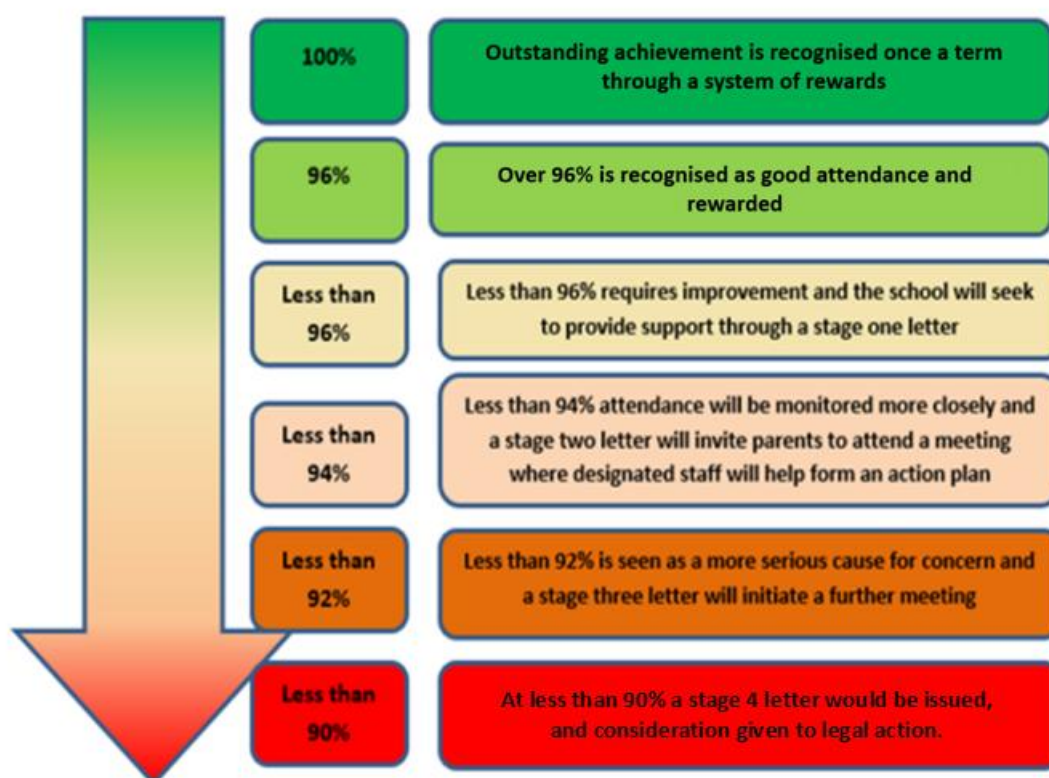 100%
Outstanding achievement is recognised once a term
through a system of rewards
96%
Over 96% is recognised as good attendance and
rewarded
Less than
96%
Less than 96% requires improvement and the school will seek
to provide support through a stage one letter
Less than
94%
Less than 94% attendance will be monitored more closely and
a stage two letter will invite parents to attend a meeting
where designated staff will help form an action plan
Less than
92%
Less than 92% is seen as a more serious cause for concern and
a stage three letter will initiate a further meeting
Less than
90%
At less than 90% a stage 4 letter would be issued,
and consideration given to legal action.